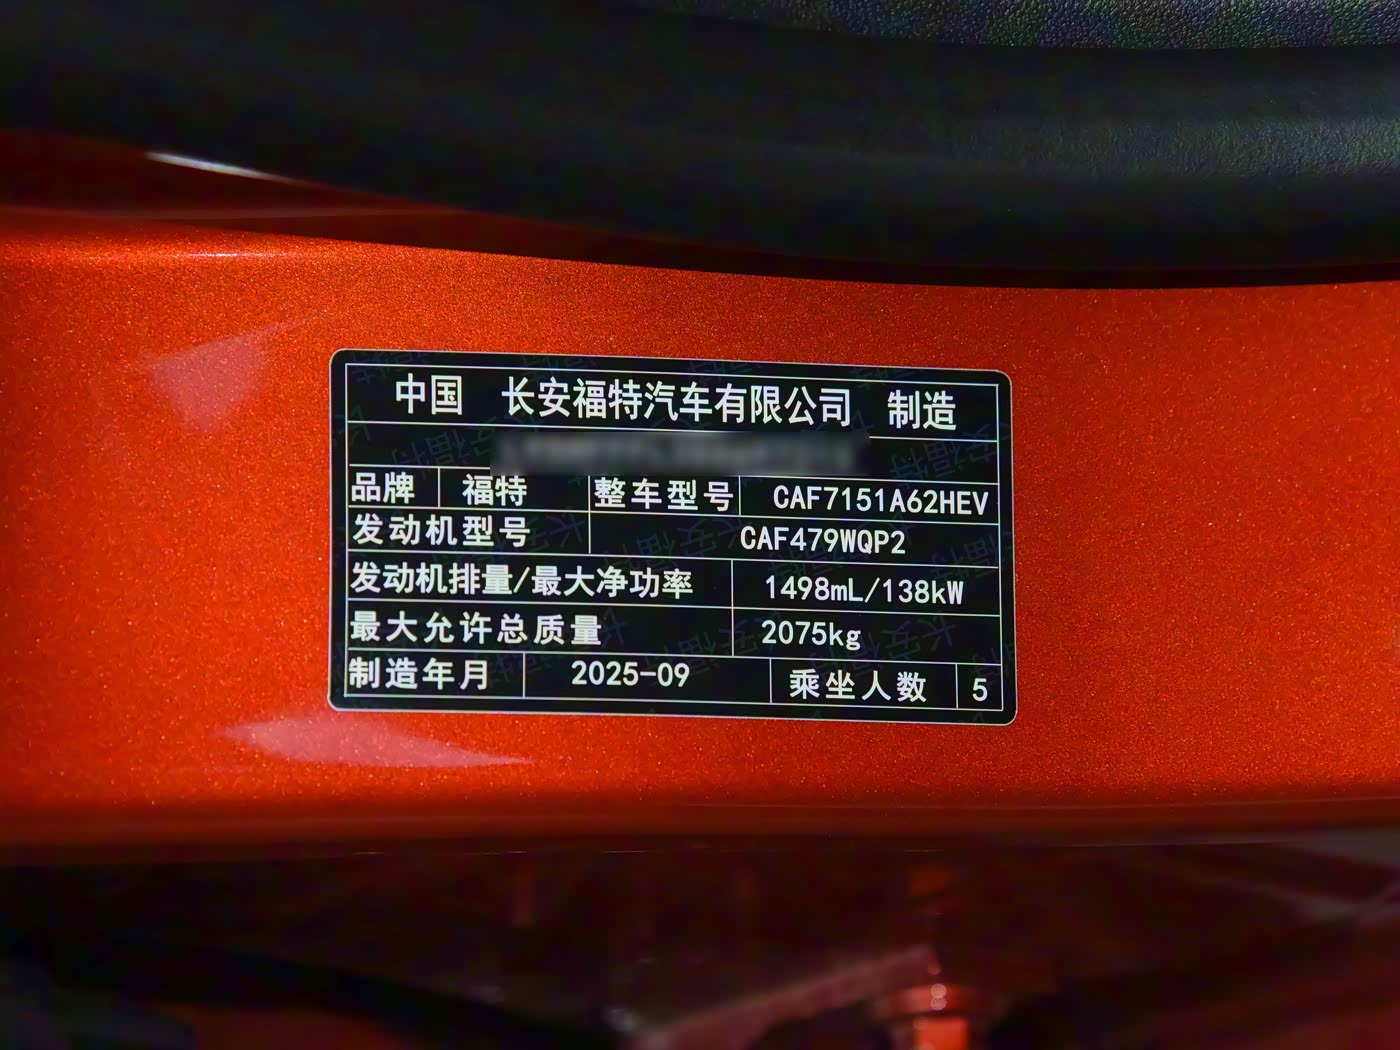 中国 长安福特汽车有限公司 制造
品牌 福特 整车型号 CAF7151A62HEV
发动机型号 CAF479WQP2
发动机排量/最大净功率 1498mL/138kW
最大允许总质量 2075kg
制造年月 2025-09 乘坐人数 5